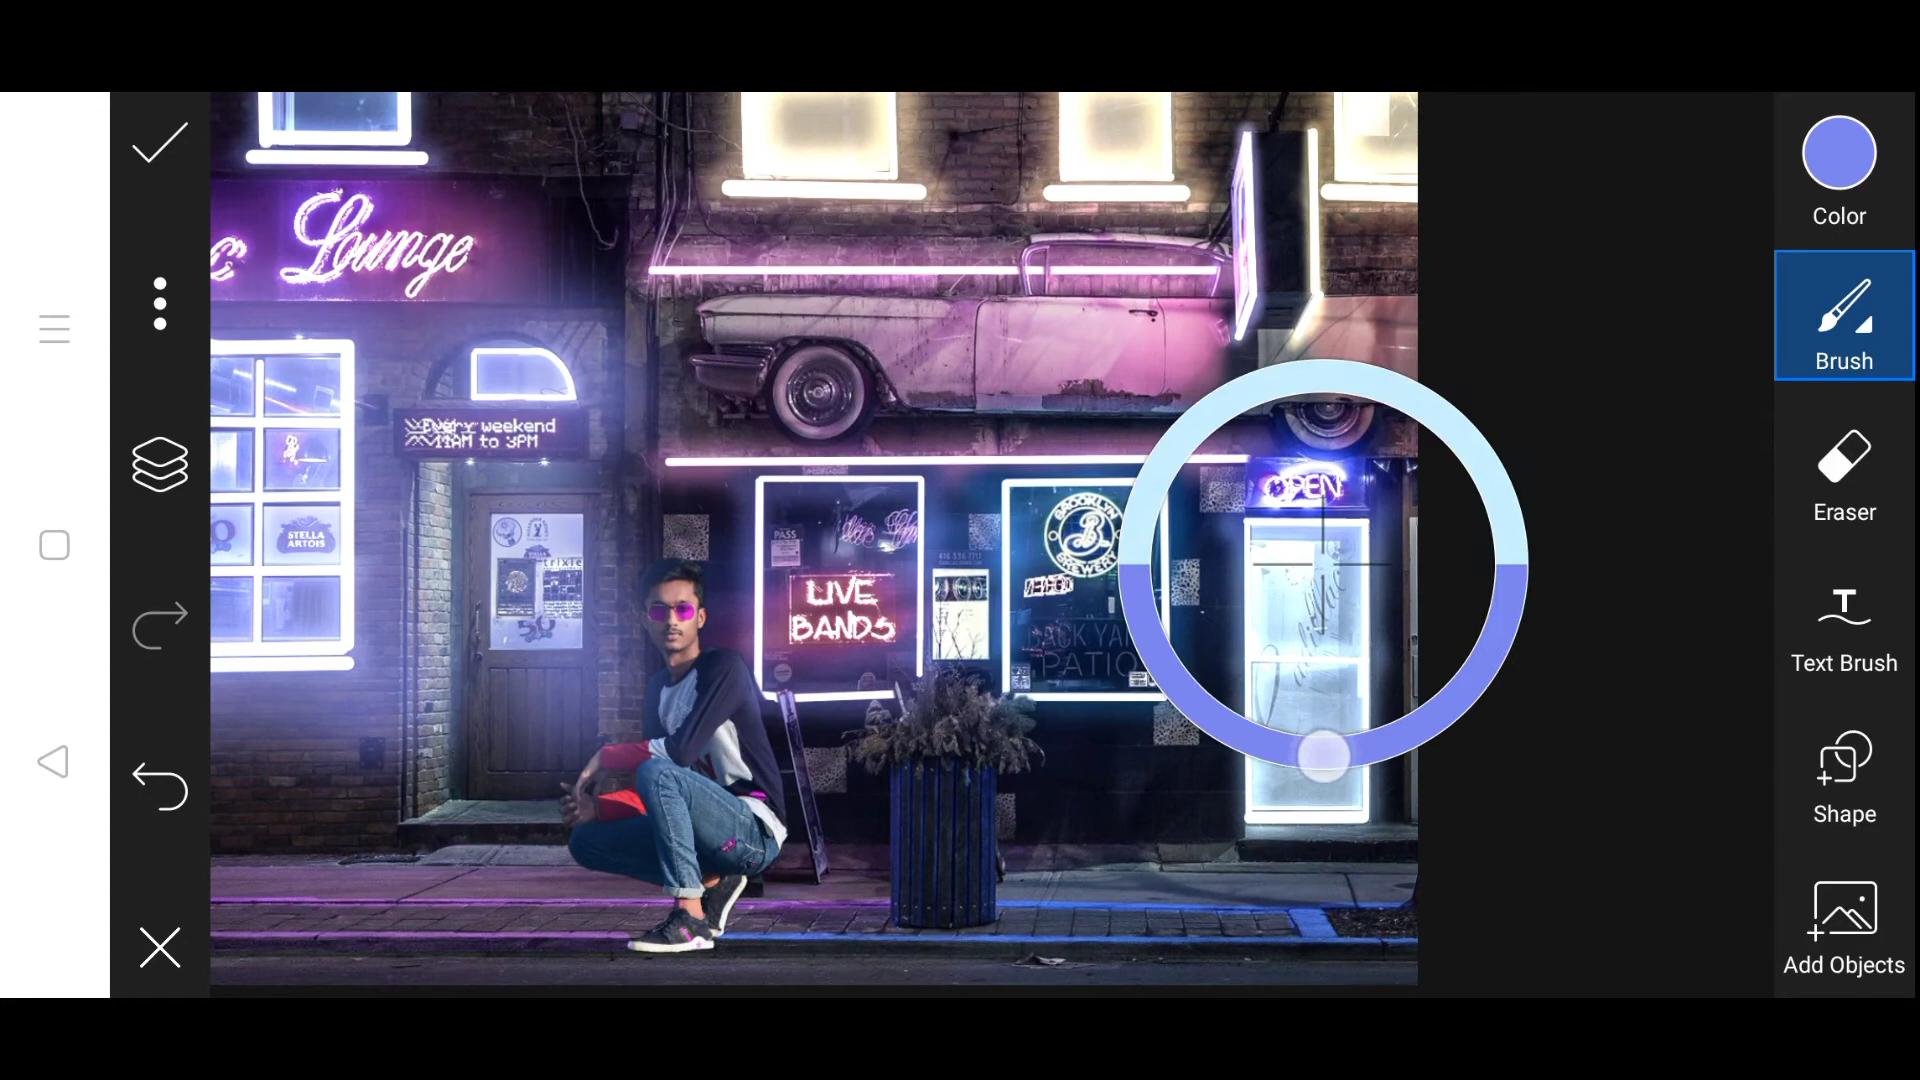 Lounge
Every weekend
11AM to 3PM
STELLA
ARTOIS
PASS
LIVE
BANDS
BROOKLYN
B
BREWERY
BACK YA
PATIO
OPEN
Color
Brush
Eraser
Text Brush
Shape
Add Objects